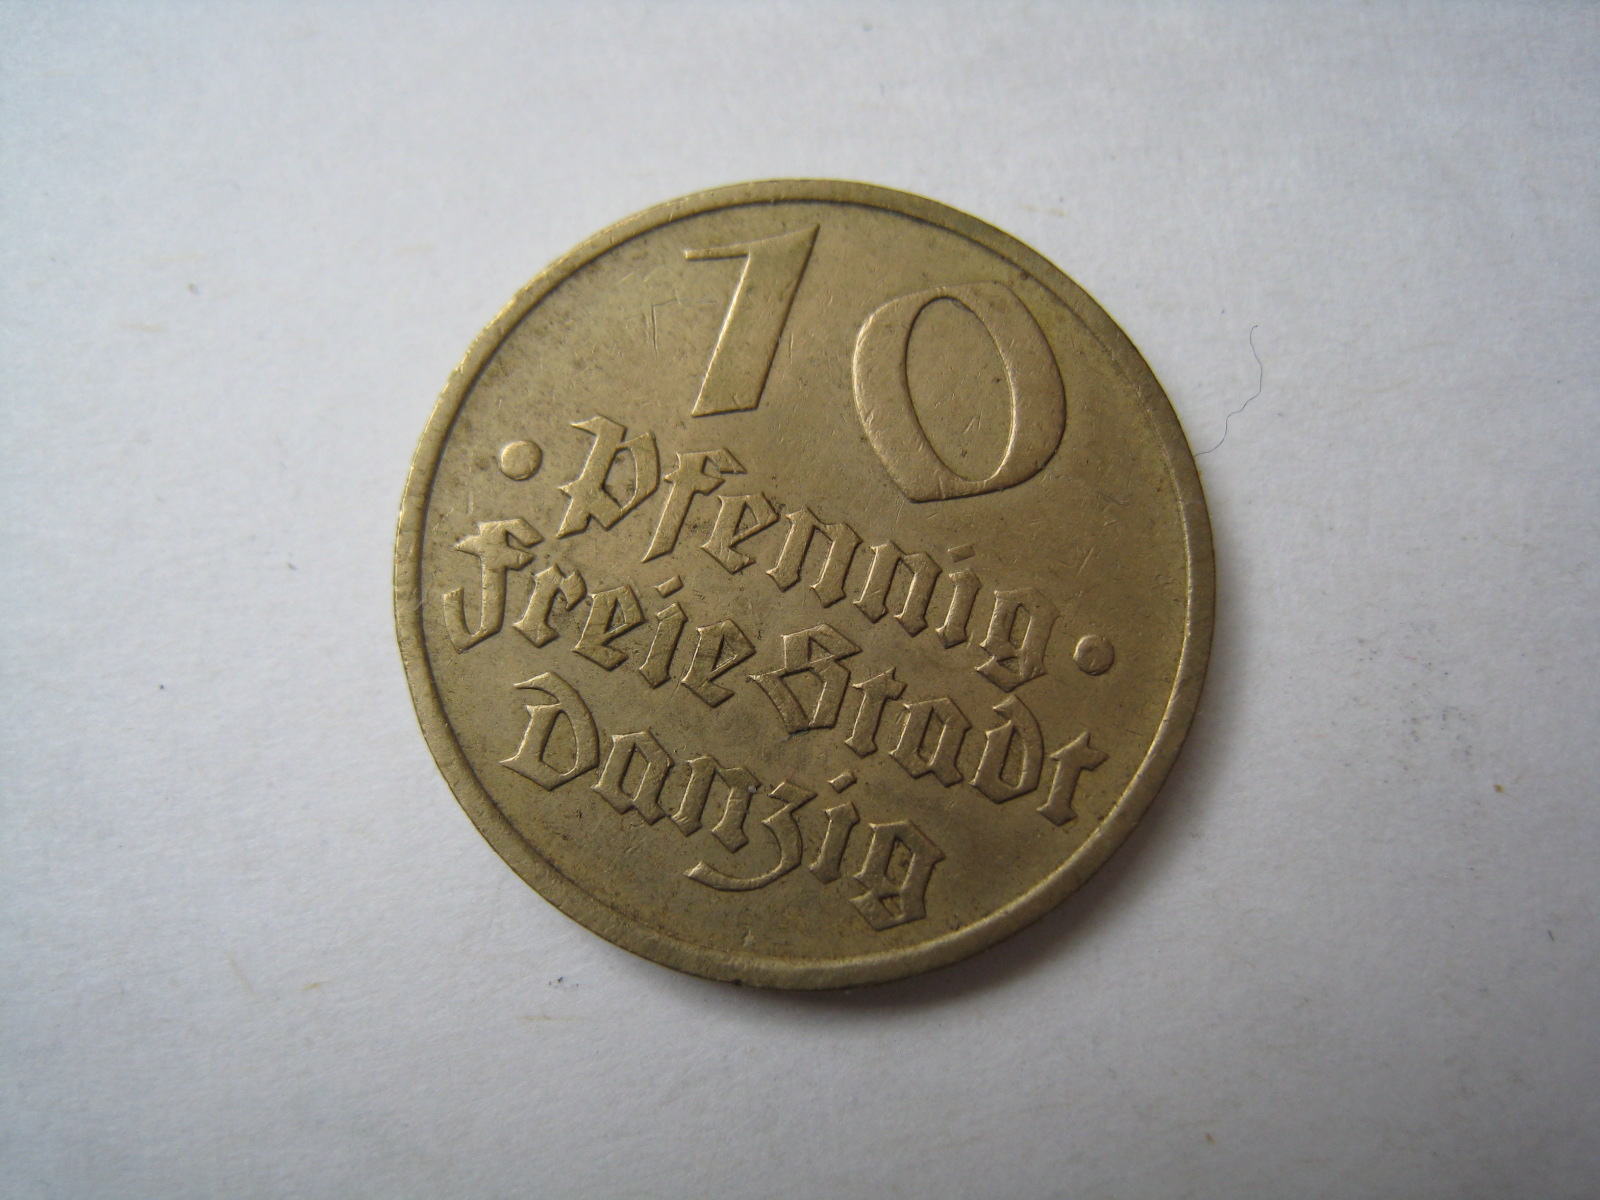 10
· Pfennig ·
Freie Stadt
Danzig